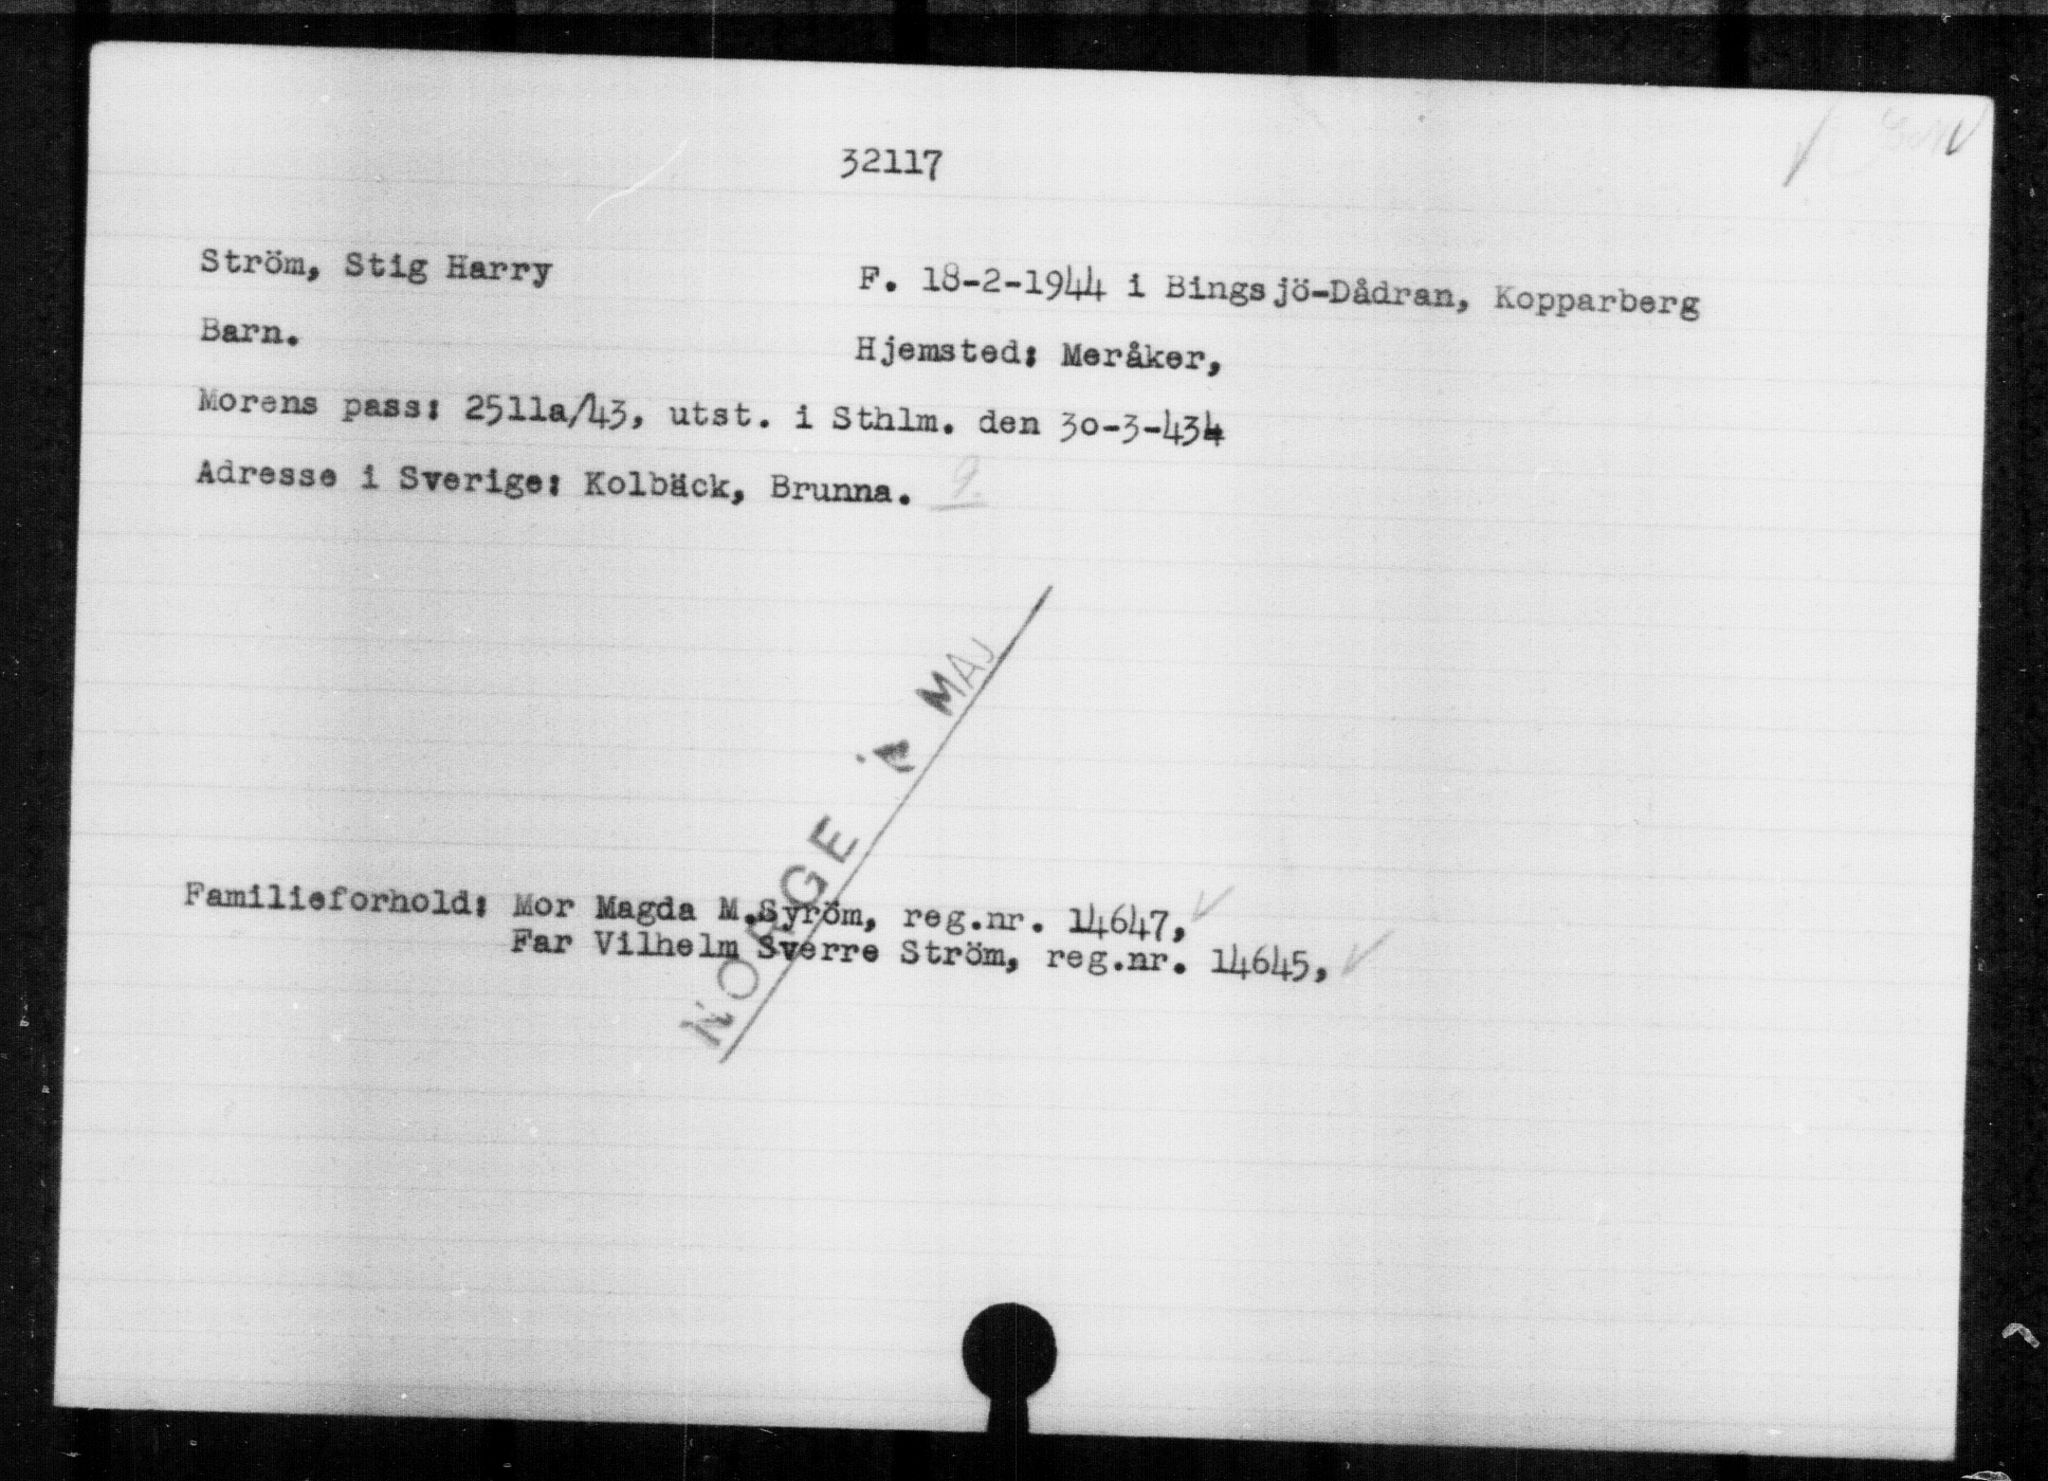 32117
Ström, Stig Harry
F. 18-2-1944 i Bingsjö-Dådran, Kopparberg
Barn.
Hjemsted: Meråker,
Morens pass: 2511a/43, utst. i Sthlm. den 30-3-434
Adresse i Sverige: Kolbäck, Brunna. 9.
NORGE MAJ
Familieforhold: Mor Magda M.Syröm, reg.nr. 14647,
Far Vilhelm Sverre Ström, reg.nr. 14645,